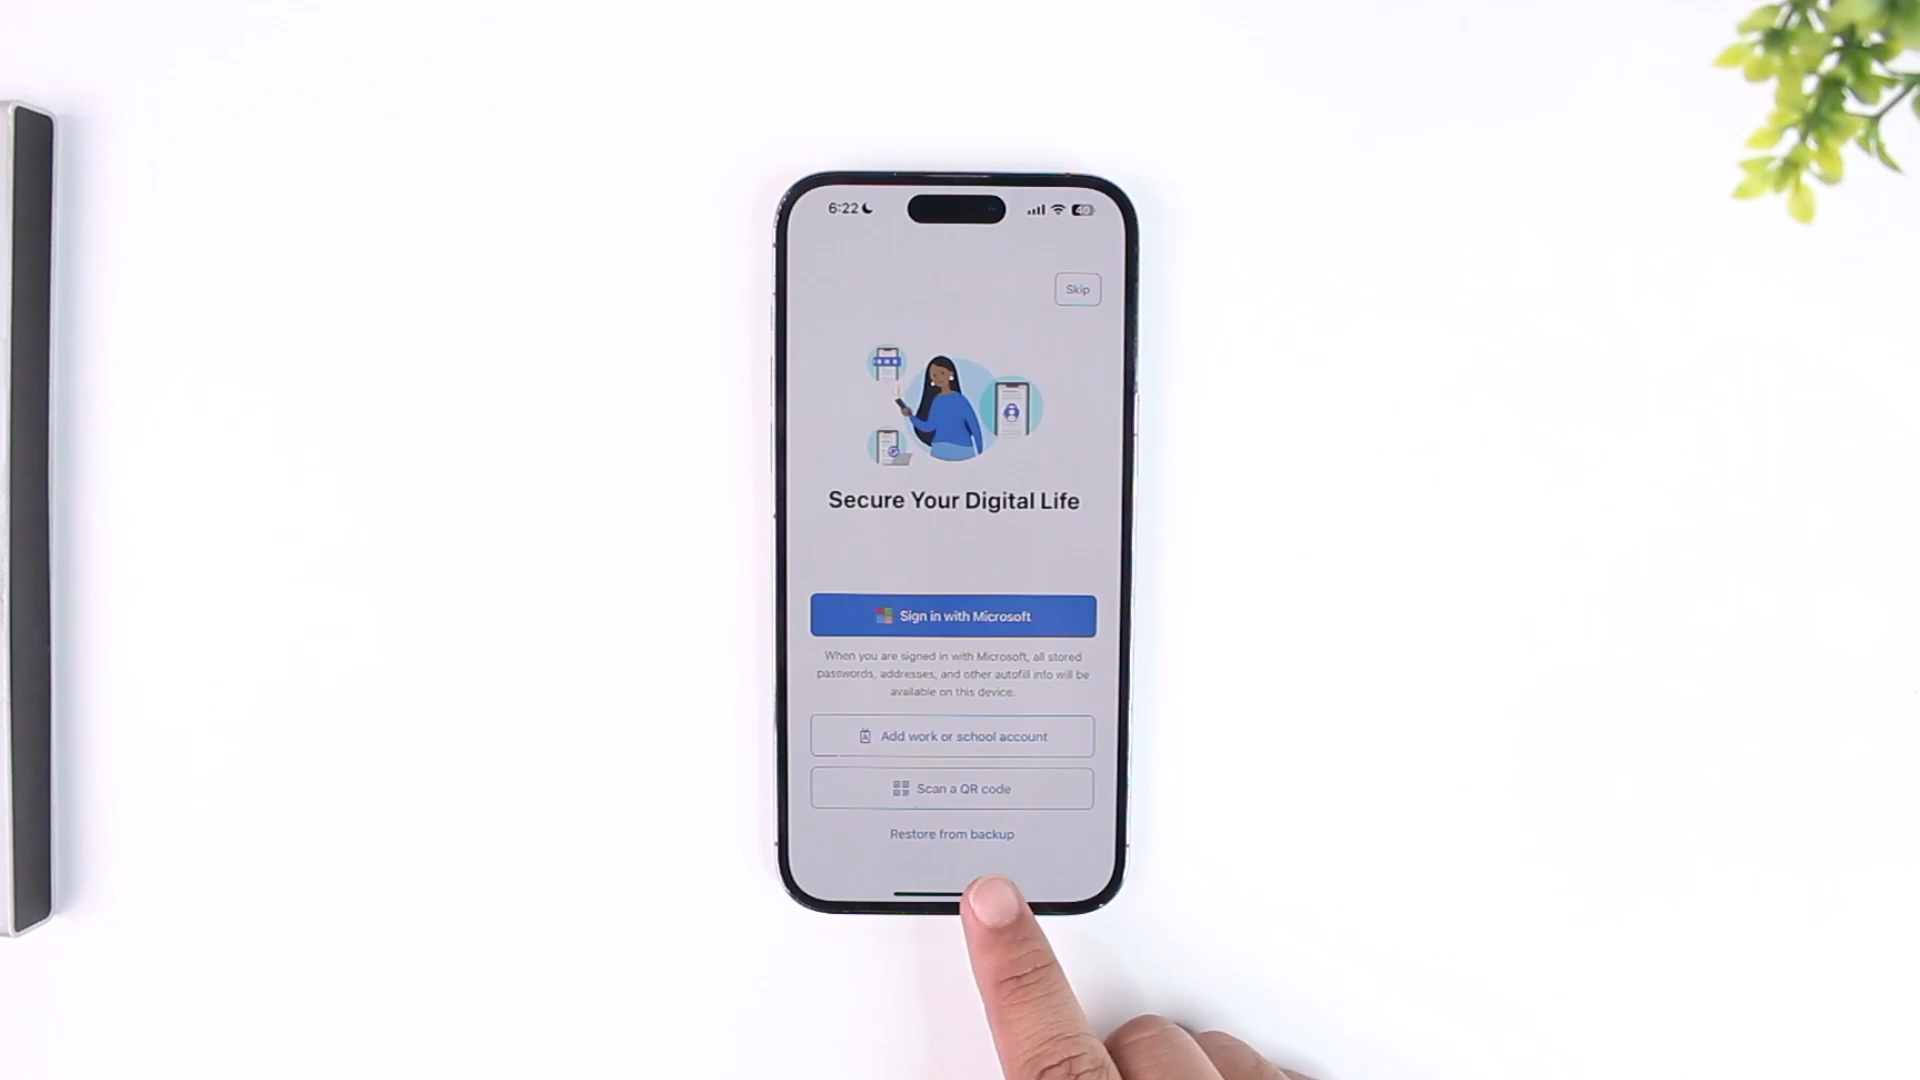 6:22
40
Skip
Secure Your Digital Life
Sign in with Microsoft
When you are signed in with Microsoft, all stored
passwords, addresses, and other autofill info will be
available on this device.
Add work or school account
Scan a QR code
Restore from backup